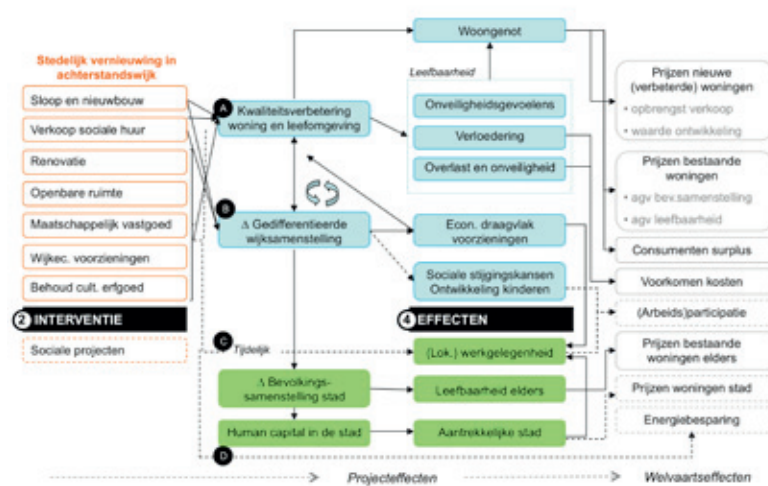 Stedelijk vernieuwing in
achterstandswijk
Sloop en nieuwbouw
Verkoop sociale huur
Renovatie
Openbare ruimte
Maatschappelijk vastgoed
Wijkec. voorzieningen
Behoud cult. erfgoed
2 INTERVENTIE
Sociale projecten
A
Kwaliteitsverbetering
woning en leefomgeving
B
Δ Gedifferentieerde
wijksamenstelling
C
Tijdelijk
Δ Bevolkings-
samenstelling stad
Human capital in de stad
D
Woongenot
Leefbaarheid
Onveiligheidsgevoelens
Verloedering
Overlast en onveiligheid
Econ. draagvlak
voorzieningen
Sociale stijgingskansen
Ontwikkeling kinderen
4 EFFECTEN
(Lok.) werkgelegenheid
Leefbaarheid elders
Aantrekkelijke stad
Prijzen nieuwe
(verbeterde) woningen
• opbrengst verkoop
• waarde ontwikkeling
Prijzen bestaande
woningen
• agv bev.samenstelling
• agv leefbaarheid
Consumenten surplus
Voorkomen kosten
(Arbeids)participatie
Prijzen bestaande
woningen elders
Prijzen woningen stad
Energiebesparing
Projecteffecten
Welvaartseffecten